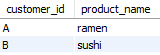 customer_id product_name
A ramen
B sushi